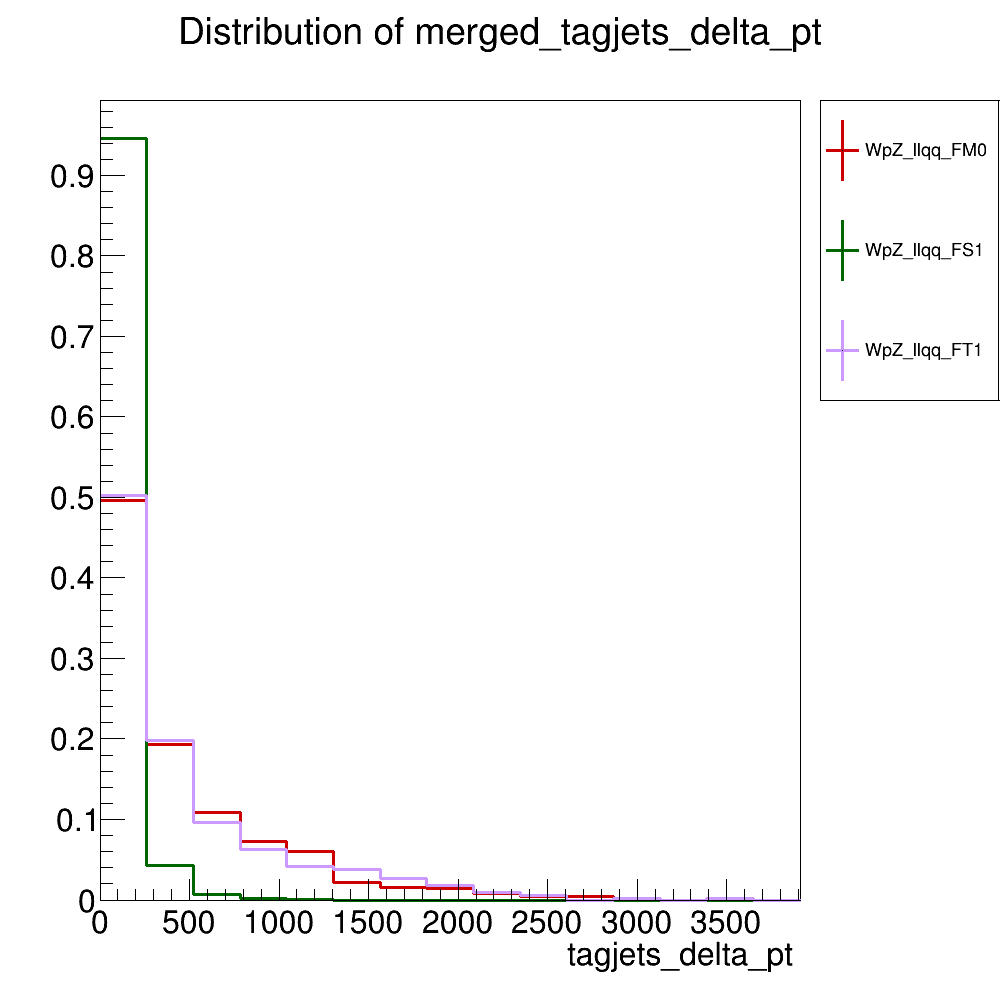 Distribution of merged_tagjets_delta_pt
WpZ_llqq_FM0
WpZ_llqq_FS1
WpZ_llqq_FT1
0.9
0.8
0.7
0.6
0.5
0.4
0.3
0.2
0.1
0
0 500 1000 1500 2000 2500 3000 3500
tagjets_delta_pt